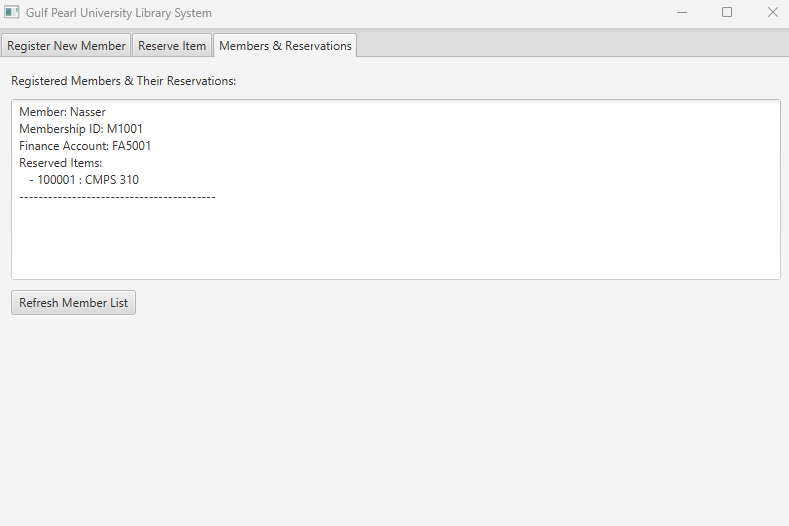 Gulf Pearl University Library System
Register New Member Reserve Item Members & Reservations
Registered Members & Their Reservations:
Member: Nasser
Membership ID: M1001
Finance Account: FA5001
Reserved Items:
- 100001 : CMPS 310
-----------------------------------------
Refresh Member List